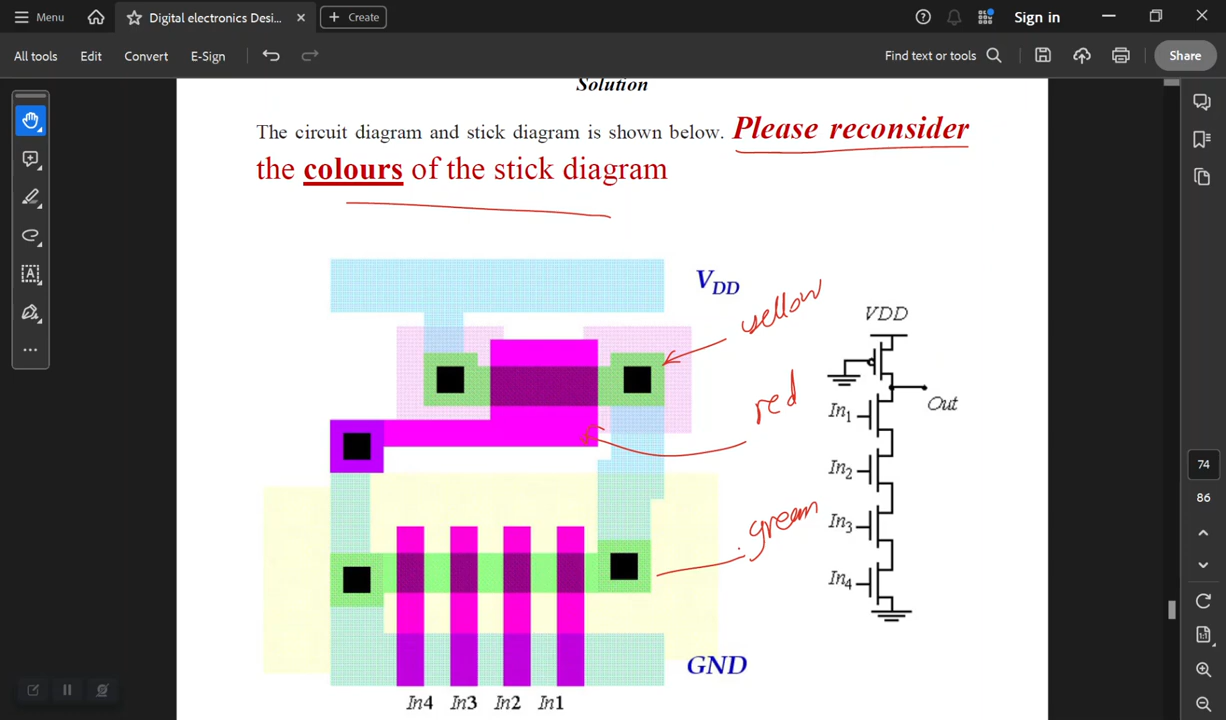 Menu
Digital electronics Desi...
Create
Sign in
All tools
Edit
Convert
E-Sign
Find text or tools
Share
Solution
The circuit diagram and stick diagram is shown below. Please reconsider
the colours of the stick diagram
VDD
yellow
VDD
red
Out
In1
In2
green
In3
In4
GND
In4 In3 In2 In1
74
86